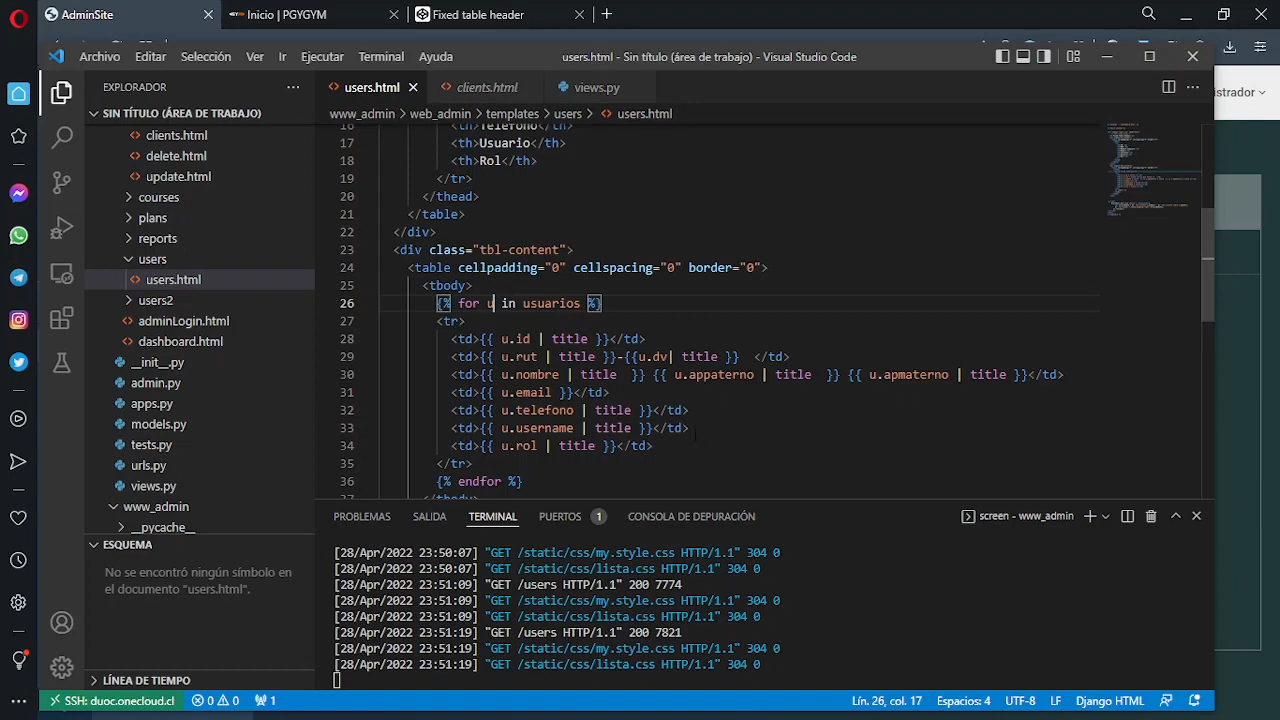 AdminSite
Inicio | PGYGYM
Fixed table header
Archivo Editar Selección Ver Ir Ejecutar Terminal Ayuda
users.html - Sin título (área de trabajo) - Visual Studio Code
EXPLORADOR
users.html
clients.html
views.py
SIN TÍTULO (ÁREA DE TRABAJO)
www_admin > web_admin > templates > users > users.html
istrador
clients.html
delete.html
update.html
courses
plans
reports
users
users.html
users2
adminLogin.html
dashboard.html
__init__.py
admin.py
apps.py
models.py
tests.py
urls.py
views.py
www_admin
__pycache__
ESQUEMA
No se encontró ningún símbolo en
el documento "users.html".
LÍNEA DE TIEMPO
16 <th>Telefono</th>
17 <th>Usuario</th>
18 <th>Rol</th>
19 </tr>
20 </thead>
21 </table>
22 </div>
23 <div class="tbl-content">
24 <table cellpadding="0" cellspacing="0" border="0">
25 <tbody>
26 {% for u in usuarios %}
27 <tr>
28 <td>{{ u.id | title }}</td>
29 <td>{{ u.rut | title }}-{{u.dv| title }}  </td>
30 <td>{{ u.nombre | title  }} {{ u.appaterno | title  }} {{ u.apmaterno | title }}</td>
31 <td>{{ u.email }}</td>
32 <td>{{ u.telefono | title }}</td>
33 <td>{{ u.username | title }}</td>
34 <td>{{ u.rol | title }}</td>
35 </tr>
36 {% endfor %}
37 </tbody>
PROBLEMAS SALIDA TERMINAL PUERTOS 1 CONSOLA DE DEPURACIÓN
screen - www_admin
[28/Apr/2022 23:50:07] "GET /static/css/my.style.css HTTP/1.1" 304 0
[28/Apr/2022 23:50:07] "GET /static/css/lista.css HTTP/1.1" 304 0
[28/Apr/2022 23:51:09] "GET /users HTTP/1.1" 200 7774
[28/Apr/2022 23:51:09] "GET /static/css/my.style.css HTTP/1.1" 304 0
[28/Apr/2022 23:51:09] "GET /static/css/lista.css HTTP/1.1" 304 0
[28/Apr/2022 23:51:19] "GET /users HTTP/1.1" 200 7821
[28/Apr/2022 23:51:19] "GET /static/css/my.style.css HTTP/1.1" 304 0
[28/Apr/2022 23:51:19] "GET /static/css/lista.css HTTP/1.1" 304 0
SSH: duoc.onecloud.cl 0 0 1
Lín. 26, col. 17 Espacios: 4 UTF-8 LF Django HTML